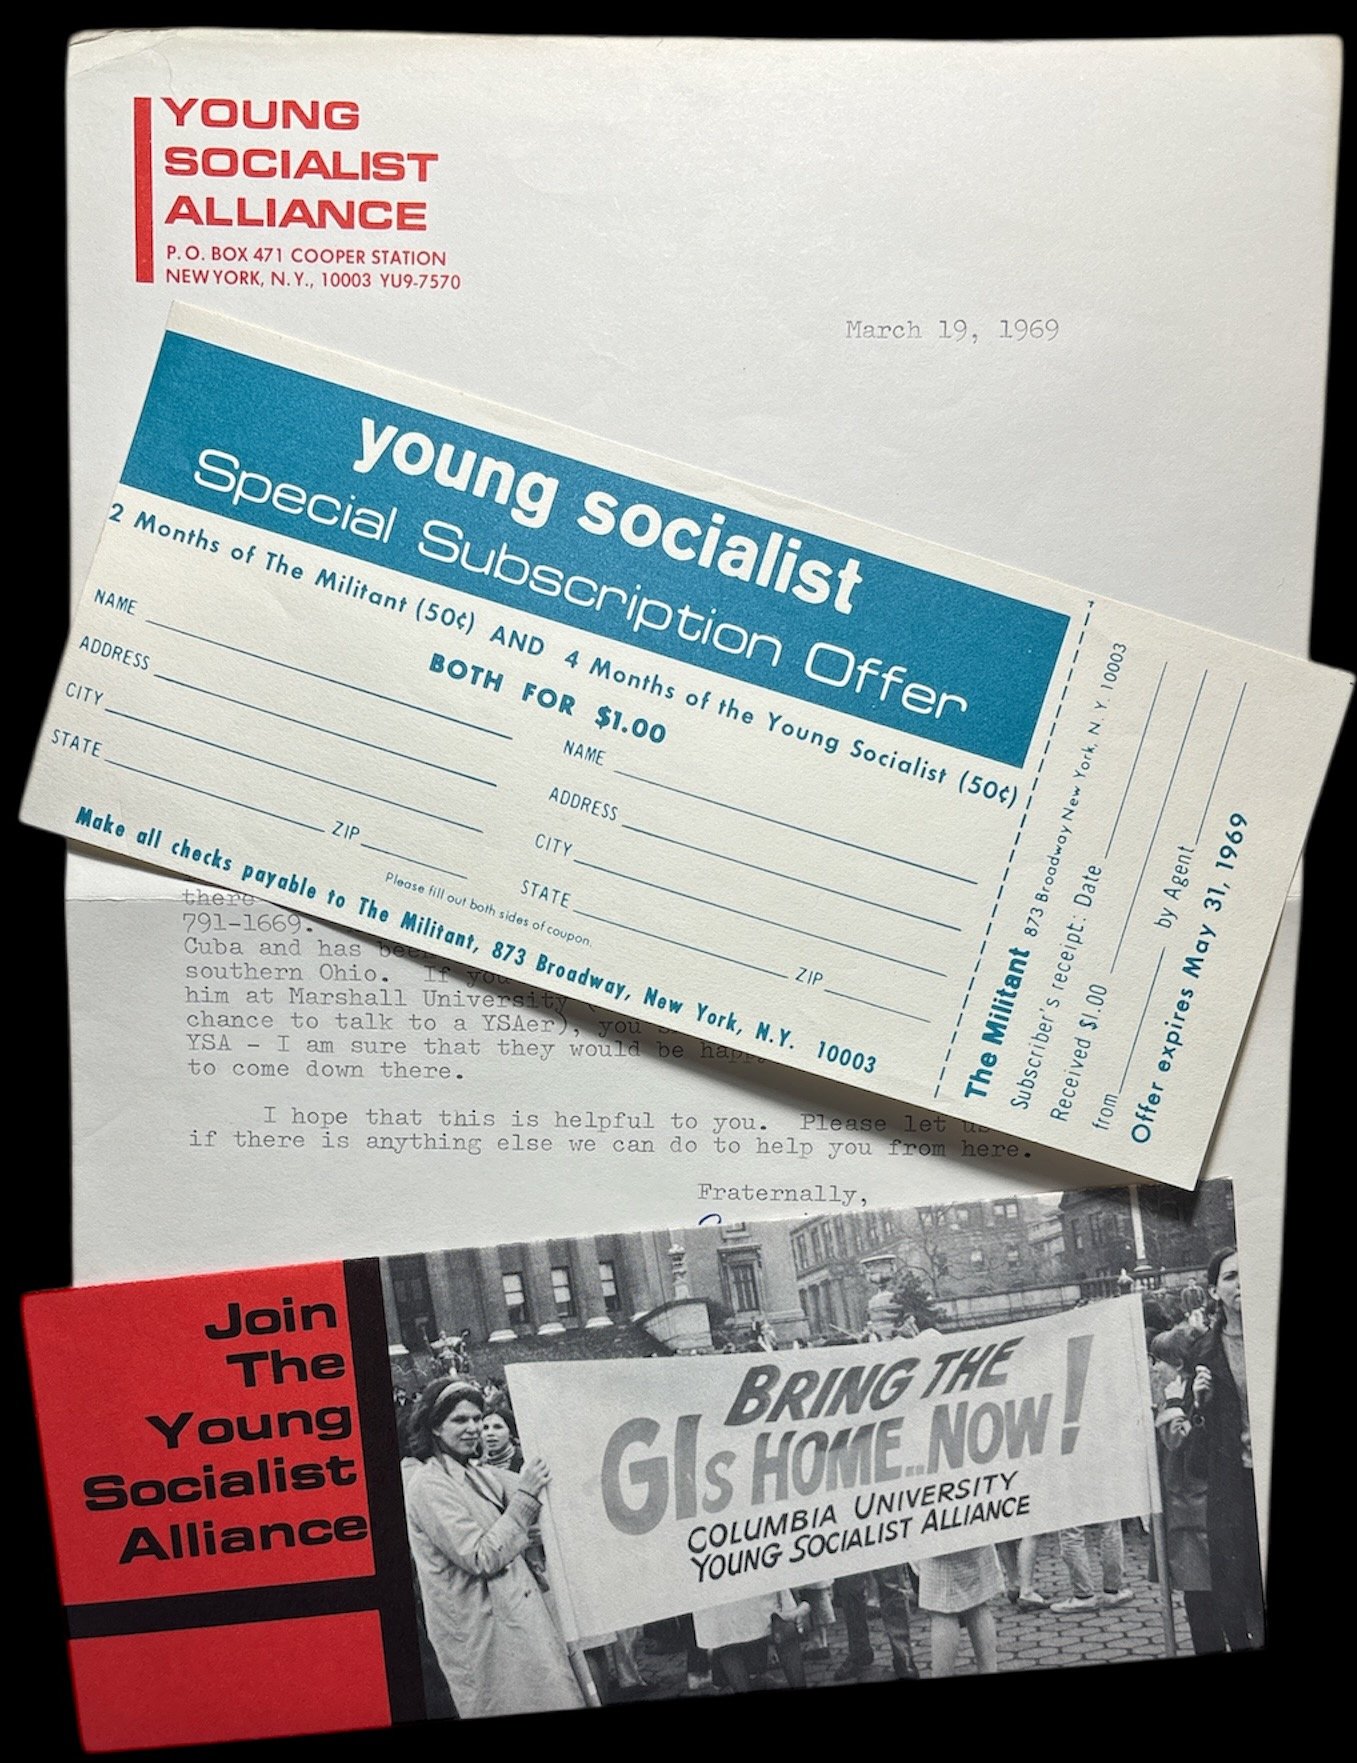 YOUNG
SOCIALIST
ALLIANCE
P. O. BOX 471 COOPER STATION
NEW YORK, N. Y., 10003 YU9-7570
March 19, 1969
young socialist
Special Subscription Offer
2 Months of The Militant (50¢) AND 4 Months of the Young Socialist (50¢)
BOTH FOR $1.00
NAME
ADDRESS
CITY
STATE
ZIP
NAME
ADDRESS
CITY
STATE
ZIP
Please fill out both sides of coupon.
Make all checks payable to The Militant, 873 Broadway, New York, N.Y. 10003
The Militant 873 Broadway New York, N. Y. 10003
Subscriber's receipt: Date
Received $1.00
from by Agent
Offer expires May 31, 1969
there
791-1669.
Cuba and has been
southern Ohio. If you
him at Marshall University
chance to talk to a YSAer), you
YSA - I am sure that they would be
to come down there.
I hope that this is helpful to you. Please let us
if there is anything else we can do to help you from here.
Fraternally,
Join
The
Young
Socialist
Alliance
BRING THE
GIs HOME..NOW!
COLUMBIA UNIVERSITY
YOUNG SOCIALIST ALLIANCE